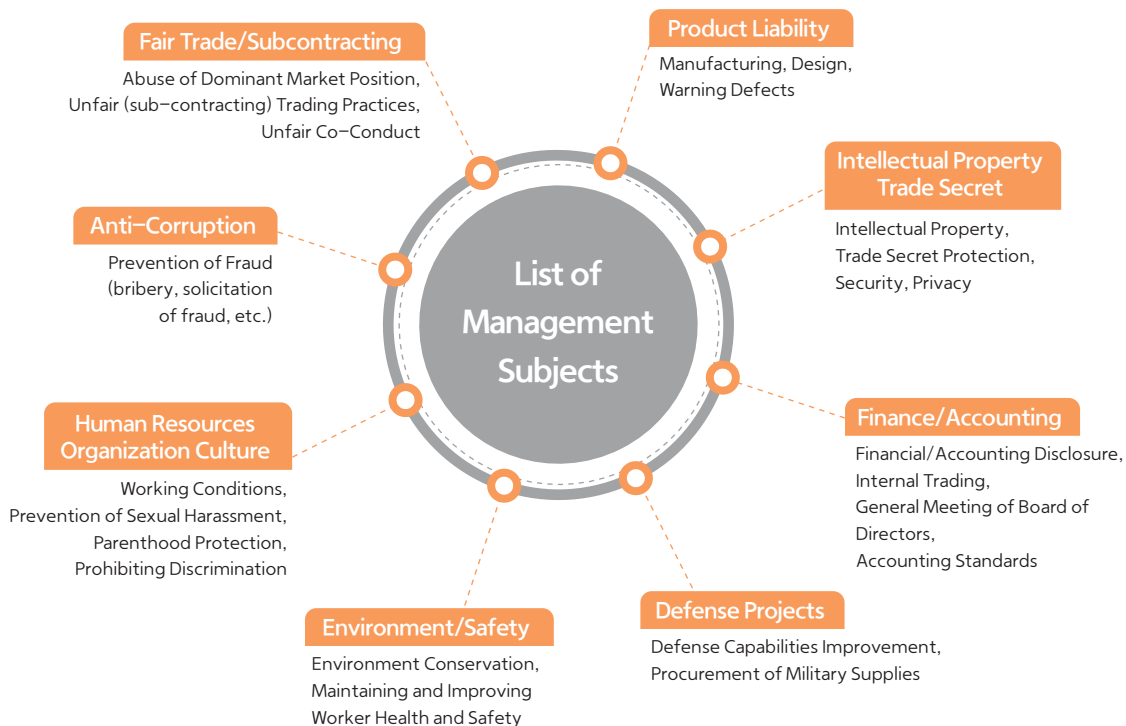 Fair Trade/Subcontracting
Abuse of Dominant Market Position,
Unfair (sub-contracting) Trading Practices,
Unfair Co-Conduct
Product Liability
Manufacturing, Design,
Warning Defects
Intellectual Property
Trade Secret
Intellectual Property,
Trade Secret Protection,
Security, Privacy
Anti-Corruption
Prevention of Fraud
(bribery, solicitation
of fraud, etc.)
List of
Management
Subjects
Human Resources
Organization Culture
Working Conditions,
Prevention of Sexual Harassment,
Parenthood Protection,
Prohibiting Discrimination
Finance/Accounting
Financial/Accounting Disclosure,
Internal Trading,
General Meeting of Board of
Directors,
Accounting Standards
Environment/Safety
Environment Conservation,
Maintaining and Improving
Worker Health and Safety
Defense Projects
Defense Capabilities Improvement,
Procurement of Military Supplies